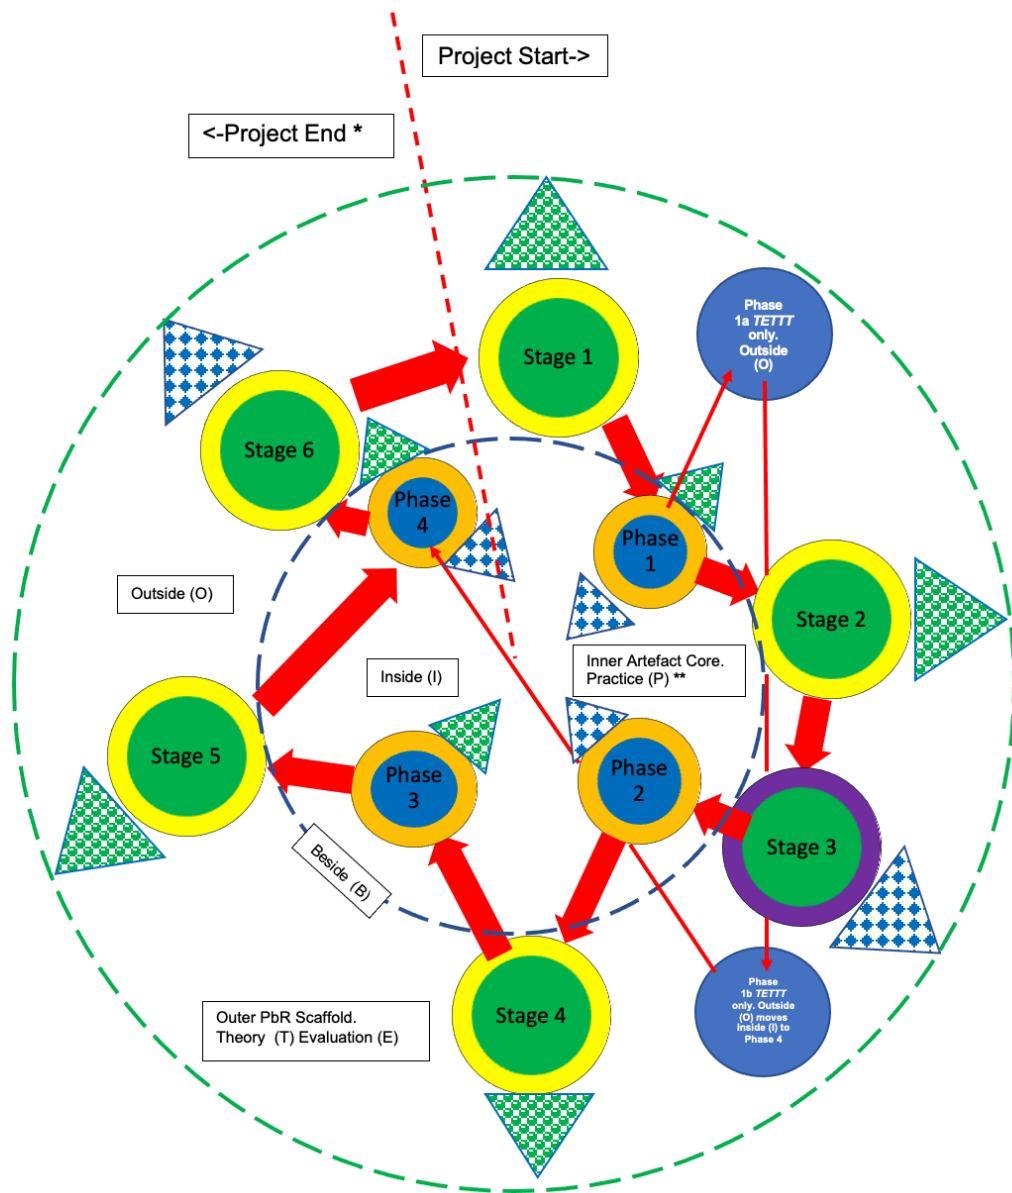 Project Start->
<-Project End *
Stage 1
Phase
1a TETTT
only.
Outside
(O)
Stage 6
Phase
4
Phase
1
Stage 2
Outside (O)
Inside (I)
Inner Artefact Core.
Practice (P) **
Stage 5
Phase
3
Phase
2
Stage 3
Beside (B)
Outer PbR Scaffold.
Theory (T) Evaluation (E)
Stage 4
Phase
1b TETTT
only. Outside
(O) moves
Inside (I) to
Phase 4